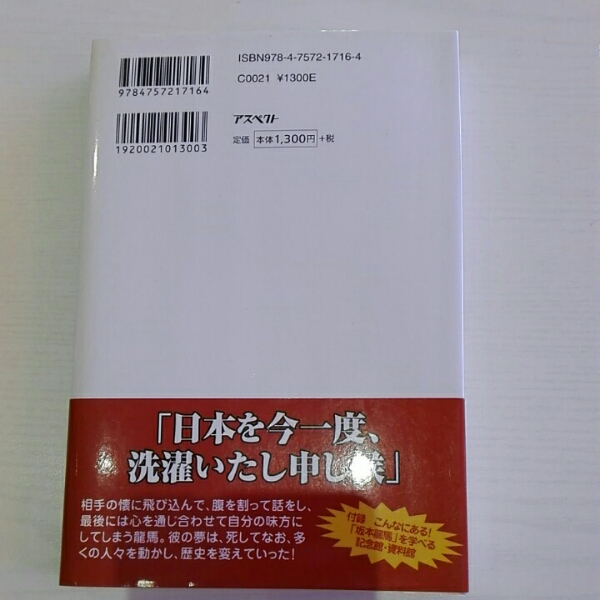 ISBN978-4-7572-1716-4
C0021 ¥1300E
9784757217164
アスペクト
定価 本体1,300円 +税
1920021013003
「日本を今一度、
洗濯いたし申し候」
相手の懐に飛び込んで、腹を割って話をし、
最後には心を通じ合わせて自分の味方に
してしまう龍馬。彼の夢は、死してなお、多
くの人々を動かし、歴史を変えていった!
付録 こんなにある!
「坂本龍馬」を学べる
記念館・資料館